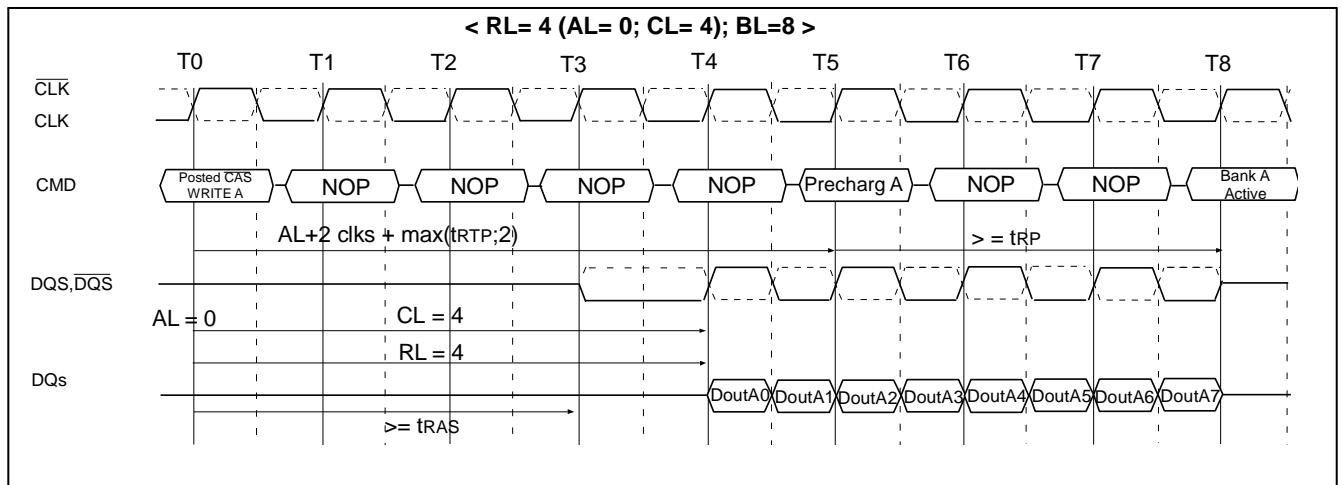 < RL= 4 (AL= 0; CL= 4); BL=8 >
T0 T1 T2 T3 T4 T5 T6 T7 T8
CLK
CLK
CMD
Posted CAS
WRITE A
NOP
NOP
NOP
NOP
Precharg A
NOP
NOP
Bank A
Active
AL+2 clks + max(tRTP;2)
> = tRP
DQS,DQS
AL = 0
CL = 4
RL = 4
DQs
DoutA0 DoutA1 DoutA2 DoutA3 DoutA4 DoutA5 DoutA6 DoutA7
>= tRAS